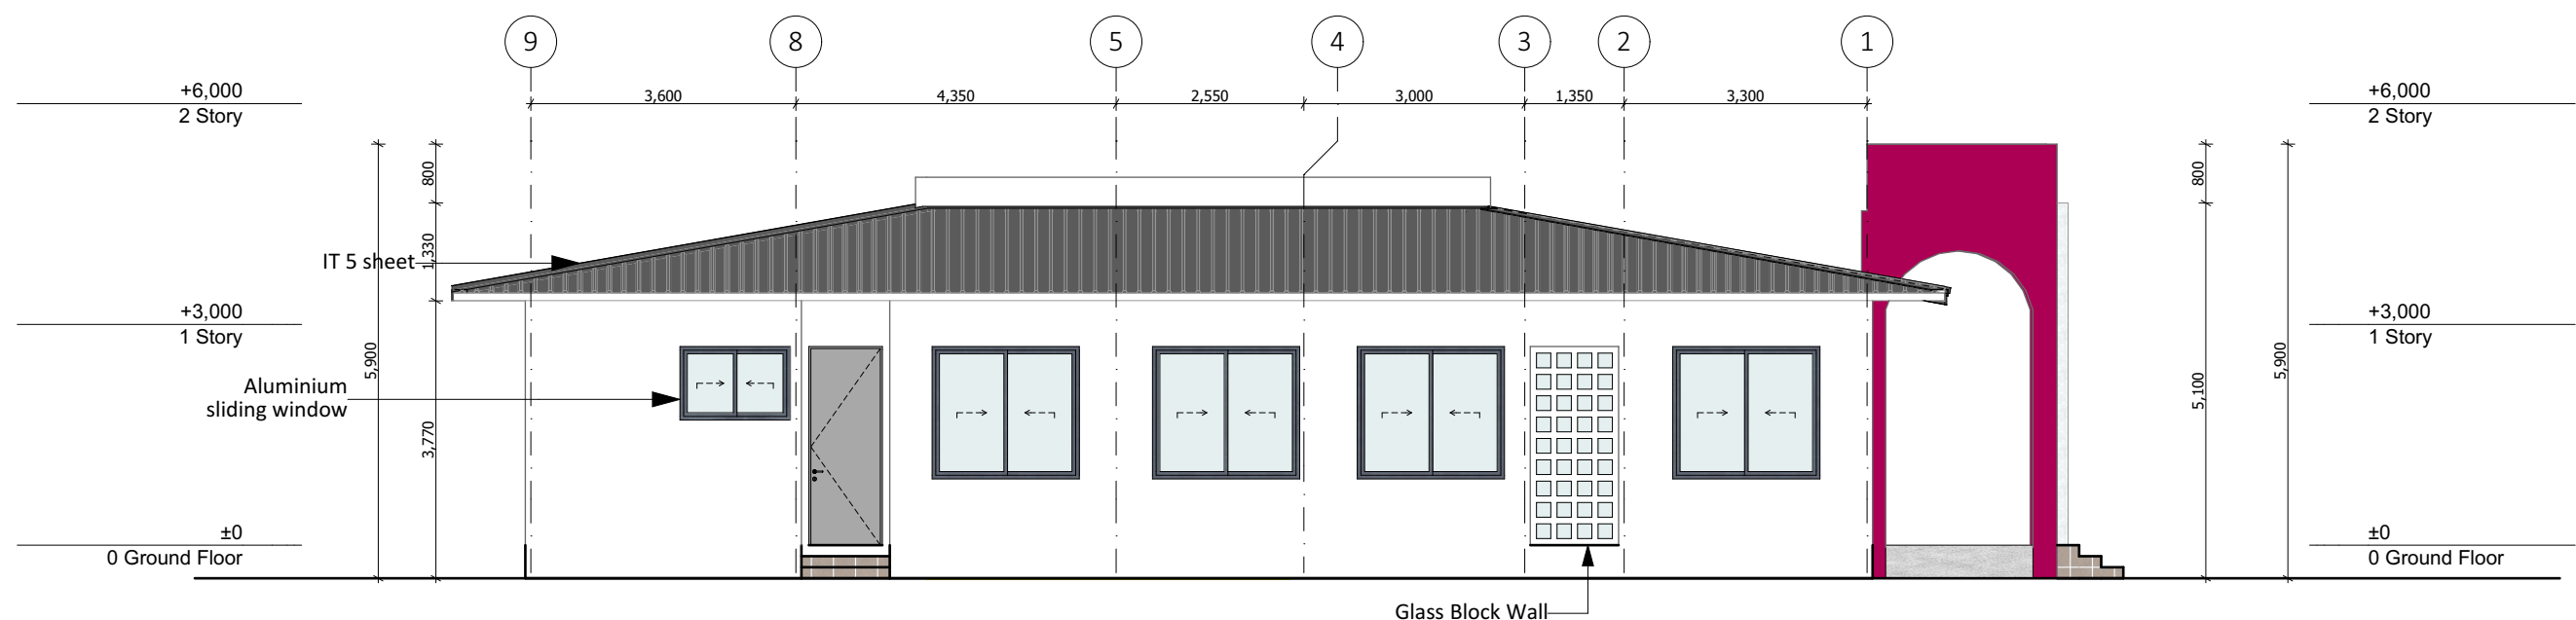 9
8
5
4
3
2
1
3,600
4,350
2,550
3,000
1,350
3,300
+6,000
2 Story
+6,000
2 Story
800
800
1,330
IT 5 sheet
+3,000
1 Story
+3,000
1 Story
5,900
5,900
Aluminium
sliding window
5,100
3,770
±0
0 Ground Floor
±0
0 Ground Floor
Glass Block Wall